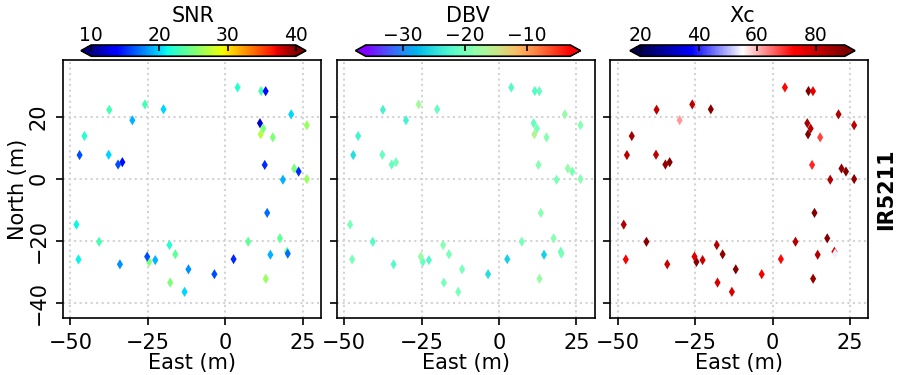 SNR DBV Xc
10 20 30 40 −30 −20 −10 20 40 60 80
North (m)
20
0
−20
−40
−50 −25 0 25 −50 −25 0 25 −50 −25 0 25
East (m) East (m) East (m)
IR5211